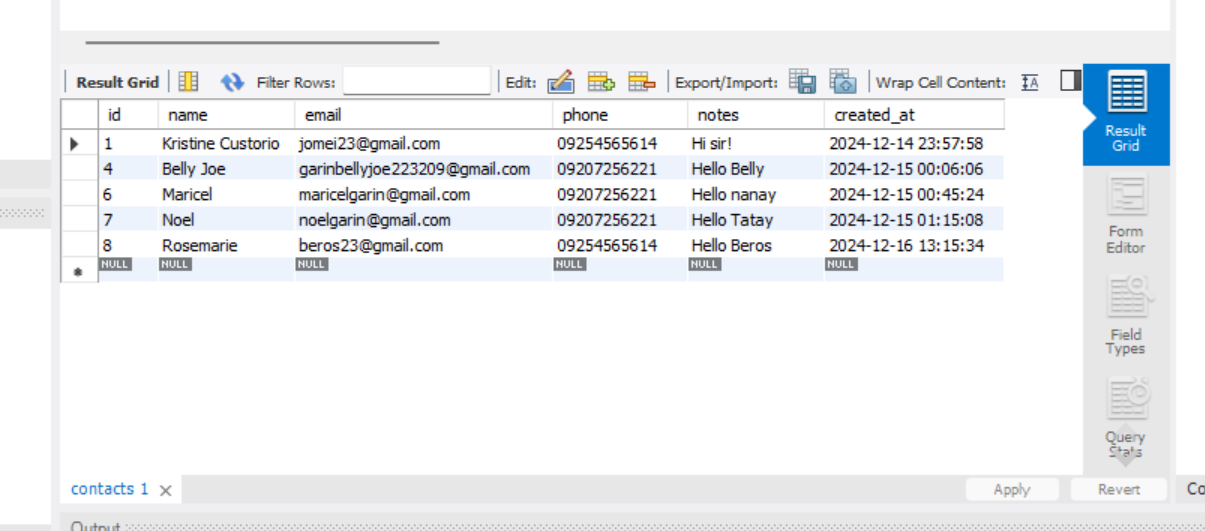 Result Grid Filter Rows: Edit: Export/Import: Wrap Cell Content: IA
id name email phone notes created_at
1 Kristine Custorio jomei23@gmail.com 09254565614 Hi sir! 2024-12-14 23:57:58
4 Belly Joe garinbellyjoe223209@gmail.com 09207256221 Hello Belly 2024-12-15 00:06:06
6 Maricel maricelgarin@gmail.com 09207256221 Hello nanay 2024-12-15 00:45:24
7 Noel noelgarin@gmail.com 09207256221 Hello Tatay 2024-12-15 01:15:08
8 Rosemarie beros23@gmail.com 09254565614 Hello Beros 2024-12-16 13:15:34
NULL NULL NULL NULL NULL NULL
Result
Grid
Form
Editor
Field
Types
Query
Stats
contacts 1 Apply Revert Co
Output